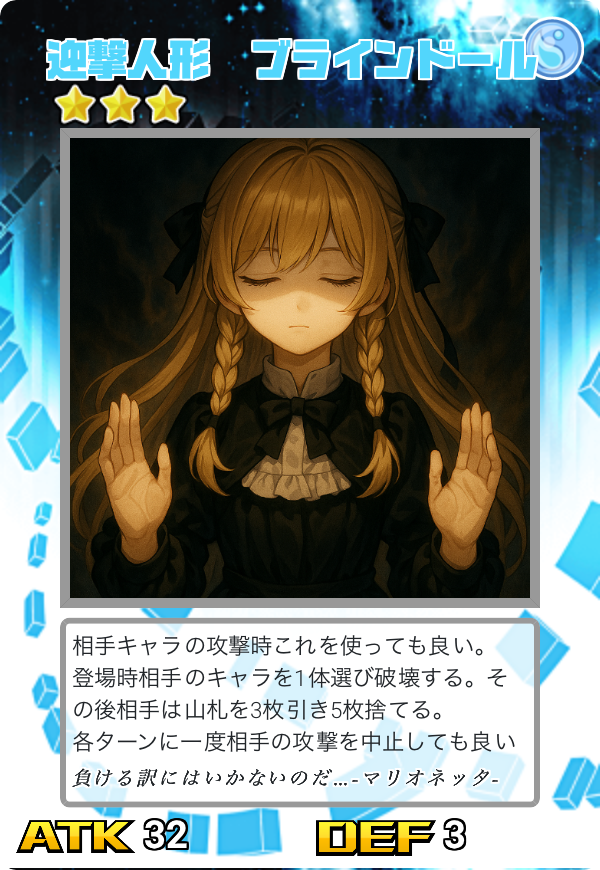 迎撃人形　ブラインドール
相手キャラの攻撃時これを使っても良い。
登場時相手のキャラを1体選び破壊する。そ
の後相手は山札を3枚引き5枚捨てる。
各ターンに一度相手の攻撃を中止しても良い
負ける訳にはいかないのだ...-マリオネッタ-
ATK 32 DEF 3